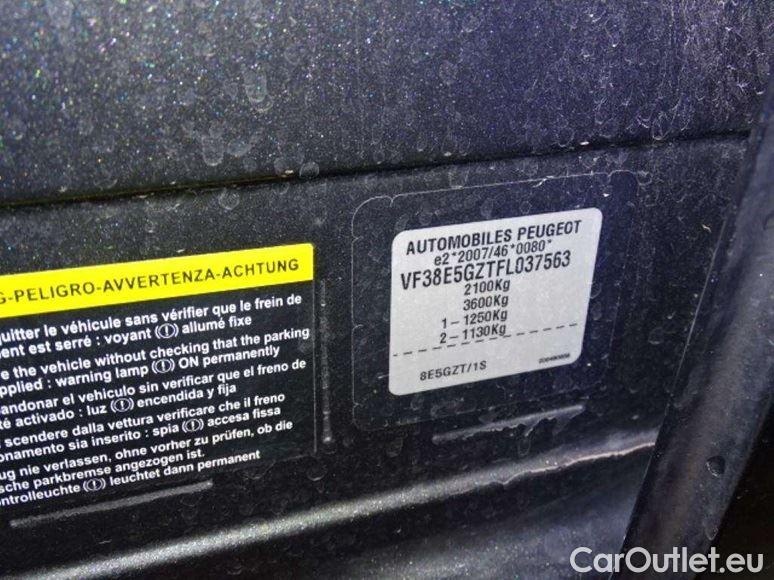 G-PELIGRO-AVVERTENZA-ACHTUNG
quitter le véhicule sans vérifier que le frein de
ment est serré : voyant (!) allumé fixe
e the vehicle without checking that the parking
pplied : warning lamp (!) ON permanently
andonar el vehiculo sin verificar que el freno de
té activado : luz (!) encendida y fija
scendere dalla vettura verificare che il freno
onamento sia inserito : spia (!) accesa fissa
ug nie verlassen, ohne vorher zu prüfen, ob die
sche parkbremse angezogen ist.
ontrolleuchte (!) leuchtet dann permanent
AUTOMOBILES PEUGEOT
e2*2007/46*0080*
VF38E5GZTFL037563
2100Kg
3600Kg
1-1250Kg
2-1130Kg
8E5GZT/1S
CarOutlet.eu